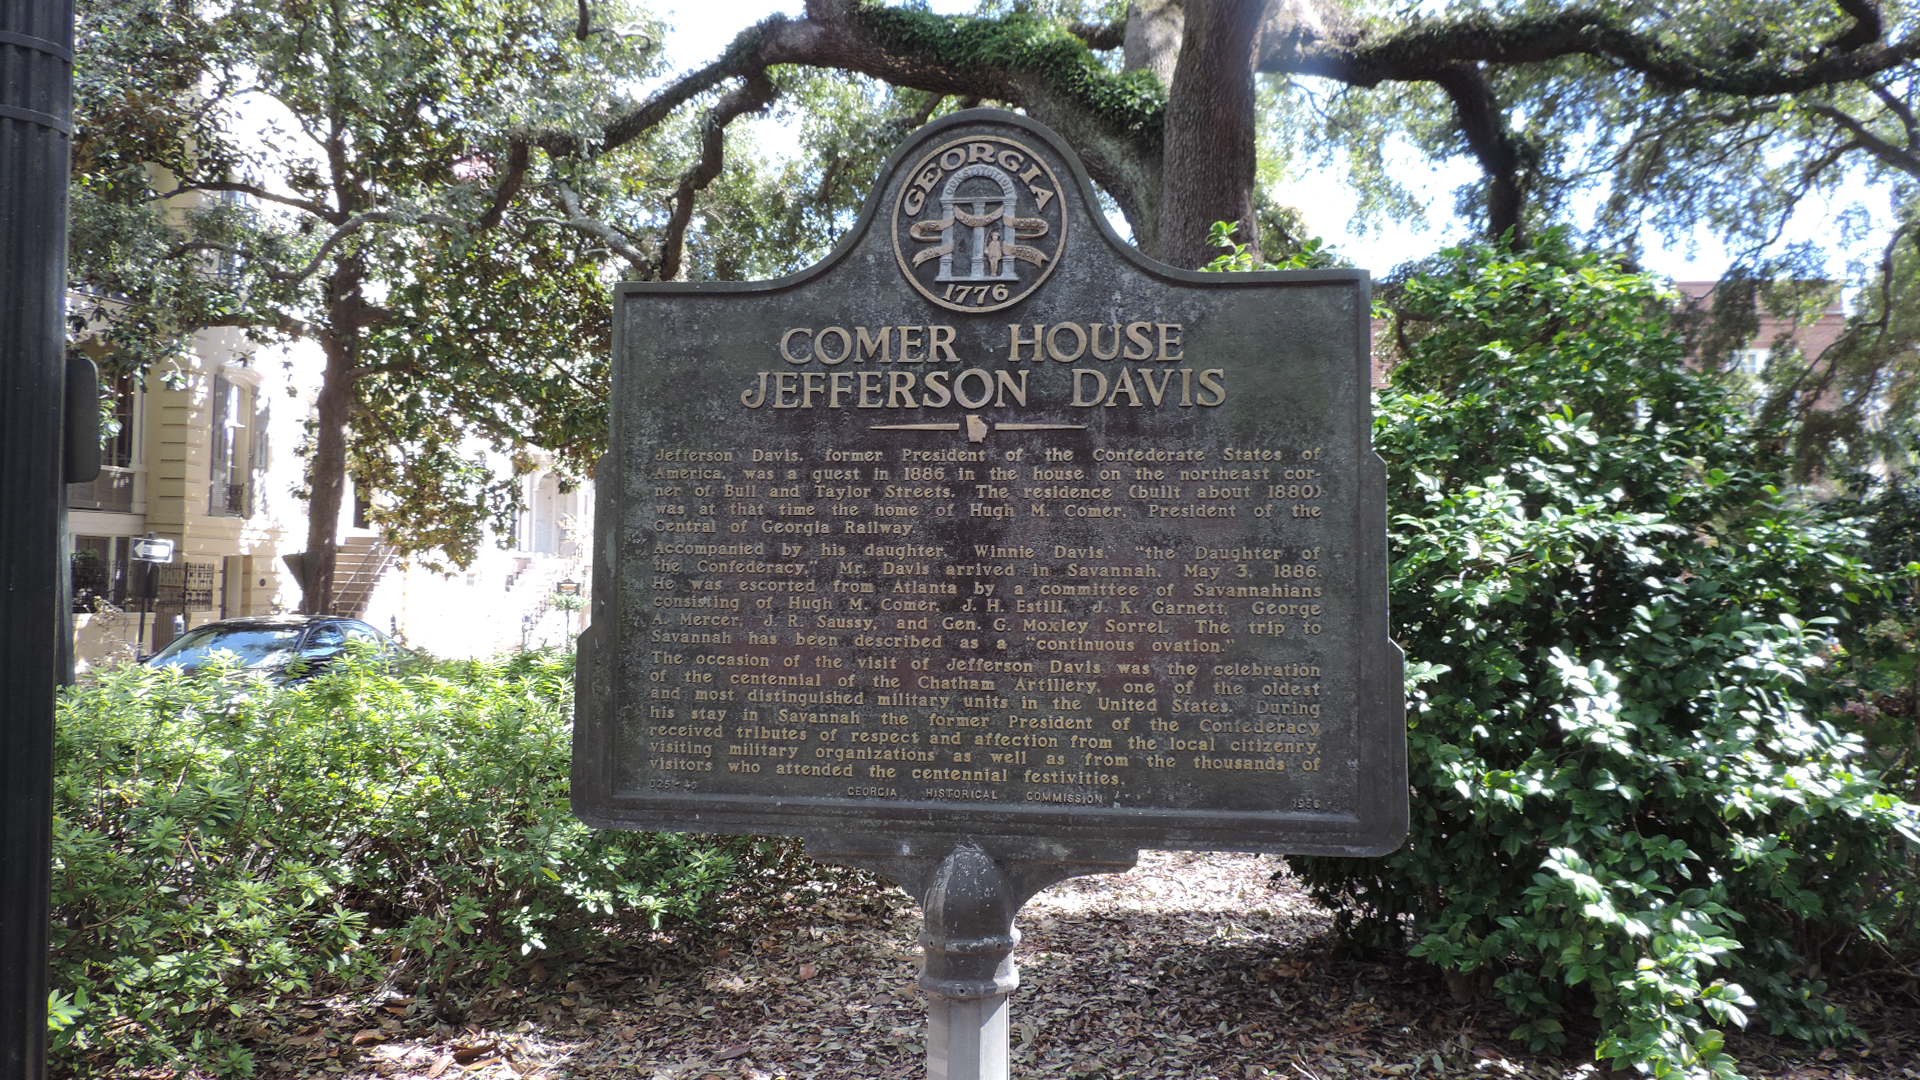 GEORGIA
1776
COMER HOUSE
JEFFERSON DAVIS
Jefferson Davis, former President of the Confederate States of
America, was a guest in 1886 in the house on the northeast cor-
ner of Bull and Taylor Streets. The residence (built about 1880)
was at that time the home of Hugh M. Comer, President of the
Central of Georgia Railway.
Accompanied by his daughter, Winnie Davis, "the Daughter of
the Confederacy," Mr. Davis arrived in Savannah, May 3, 1886.
He was escorted from Atlanta by a committee of Savannahians
consisting of Hugh M. Comer, J. H. Estill, J. K. Garnett, George
A. Mercer, J. R. Saussy, and Gen. G. Moxley Sorrel. The trip to
Savannah has been described as a "continuous ovation."
The occasion of the visit of Jefferson Davis was the celebration
of the centennial of the Chatham Artillery, one of the oldest
and most distinguished military units in the United States. During
his stay in Savannah the former President of the Confederacy
received tributes of respect and affection from the local citizenry,
visiting military organizations as well as from the thousands of
visitors who attended the centennial festivities.
025-40 GEORGIA HISTORICAL COMMISSION